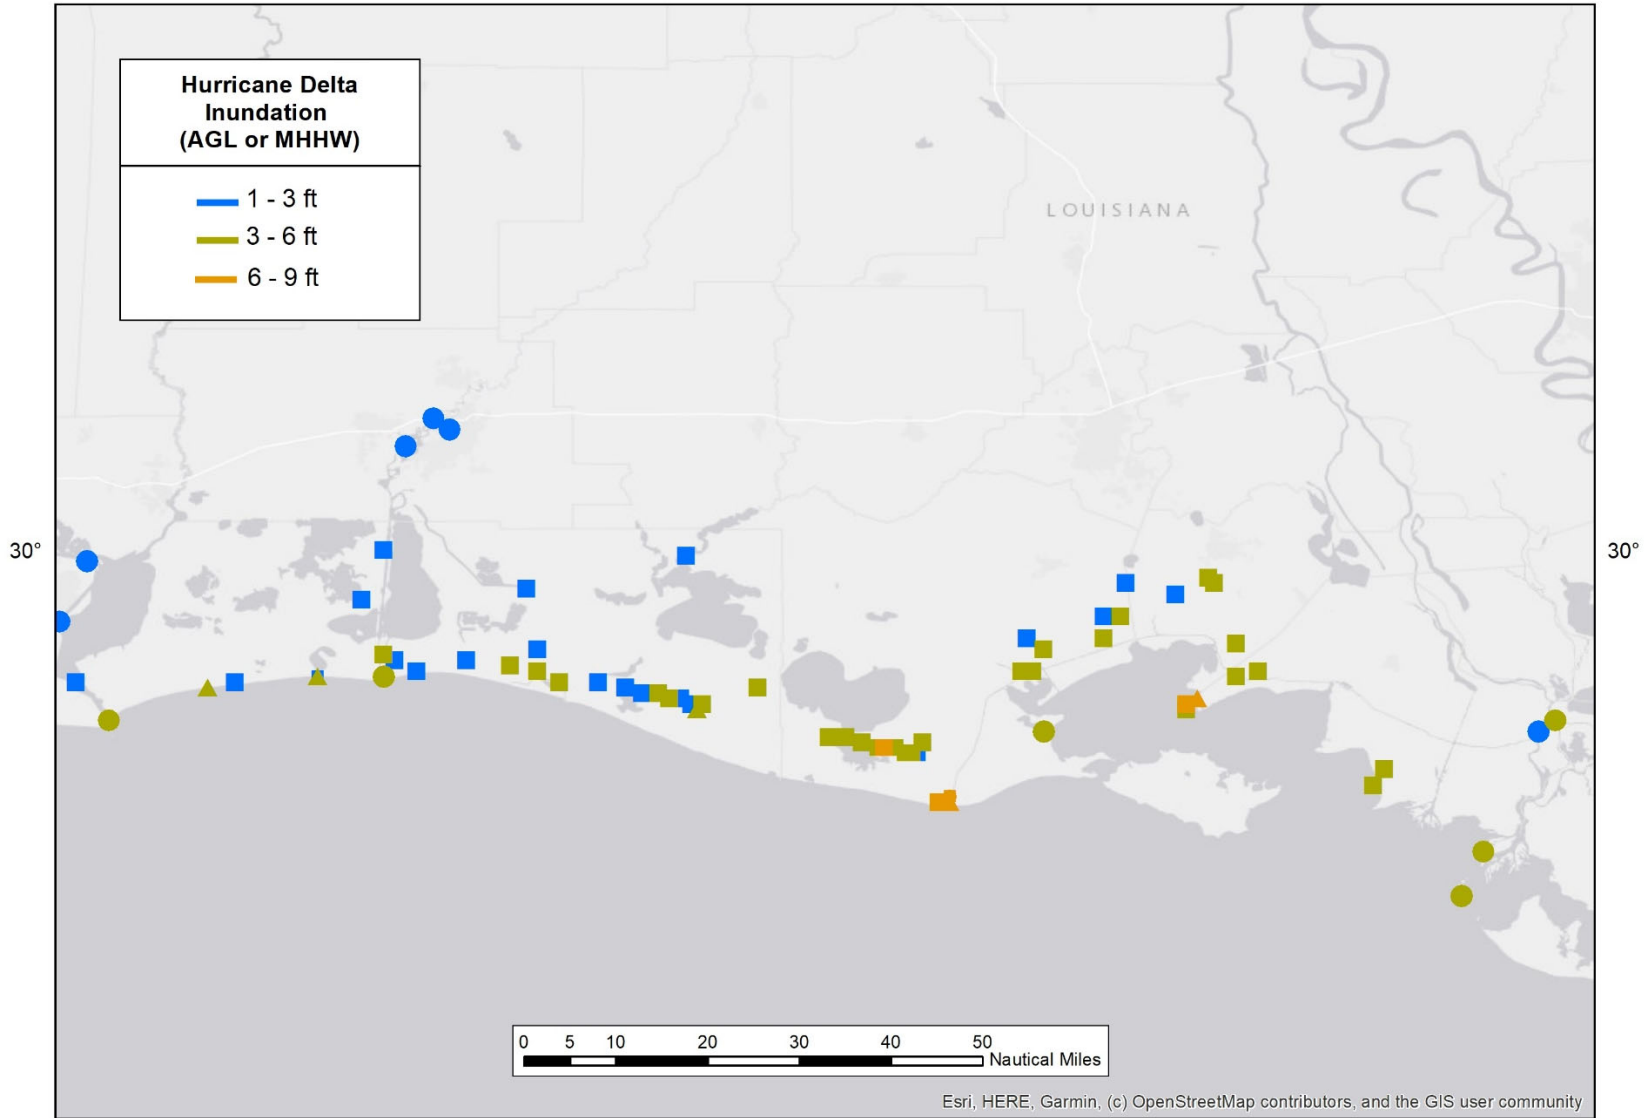 Hurricane Delta
Inundation
(AGL or MHHW)
1 - 3 ft
3 - 6 ft
6 - 9 ft
LOUISIANA
30°
30°
0 5 10 20 30 40 50
Nautical Miles
Esri, HERE, Garmin, (c) OpenStreetMap contributors, and the GIS user community